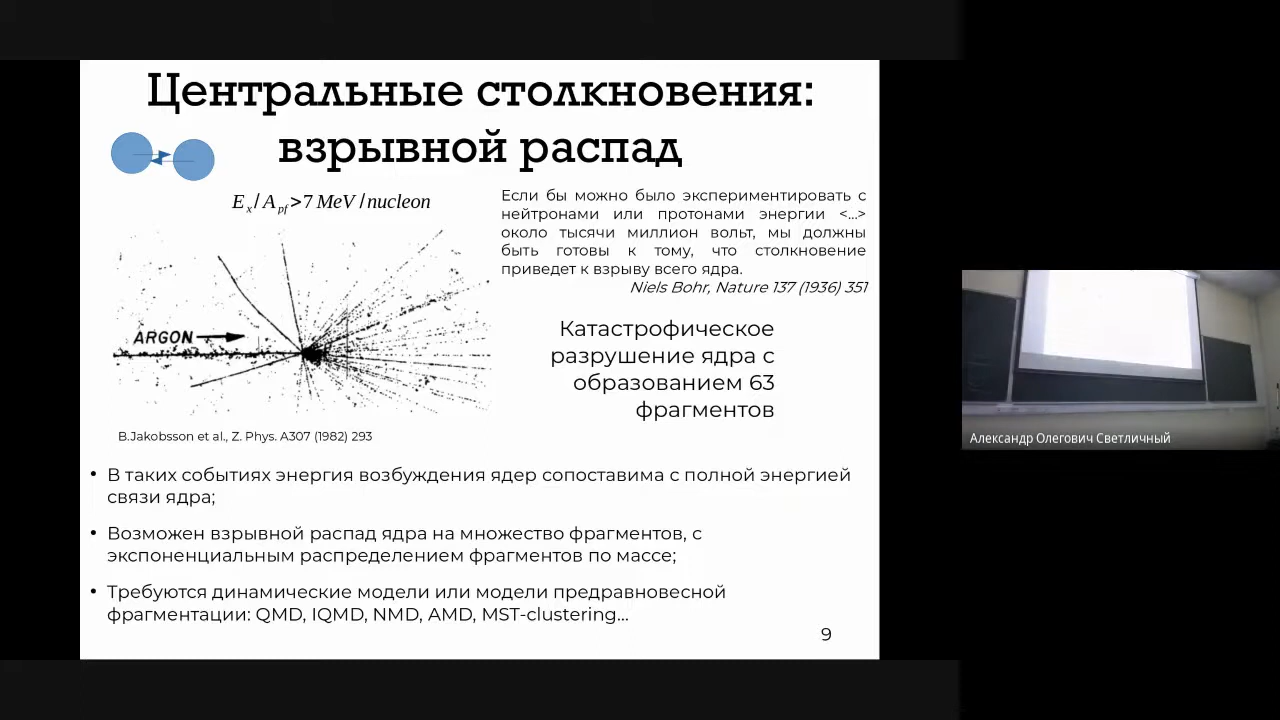 Центральные столкновения:
взрывной распад
E_x / A_pf >7 MeV / nucleon
Если бы можно было экспериментировать с
нейтронами или протонами энергии <...>
около тысячи миллион вольт, мы должны
быть готовы к тому, что столкновение
приведет к взрыву всего ядра.
Niels Bohr, Nature 137 (1936) 351
ARGON
Катастрофическое
разрушение ядра с
образованием 63
фрагментов
B.Jakobsson et al., Z. Phys. A307 (1982) 293
• В таких событиях энергия возбуждения ядер сопоставима с полной энергией
связи ядра;
• Возможен взрывной распад ядра на множество фрагментов, с
экспоненциальным распределением фрагментов по массе;
• Требуются динамические модели или модели предравновесной
фрагментации: QMD, IQMD, NMD, AMD, MST-clustering...
9
Александр Олегович Светличный